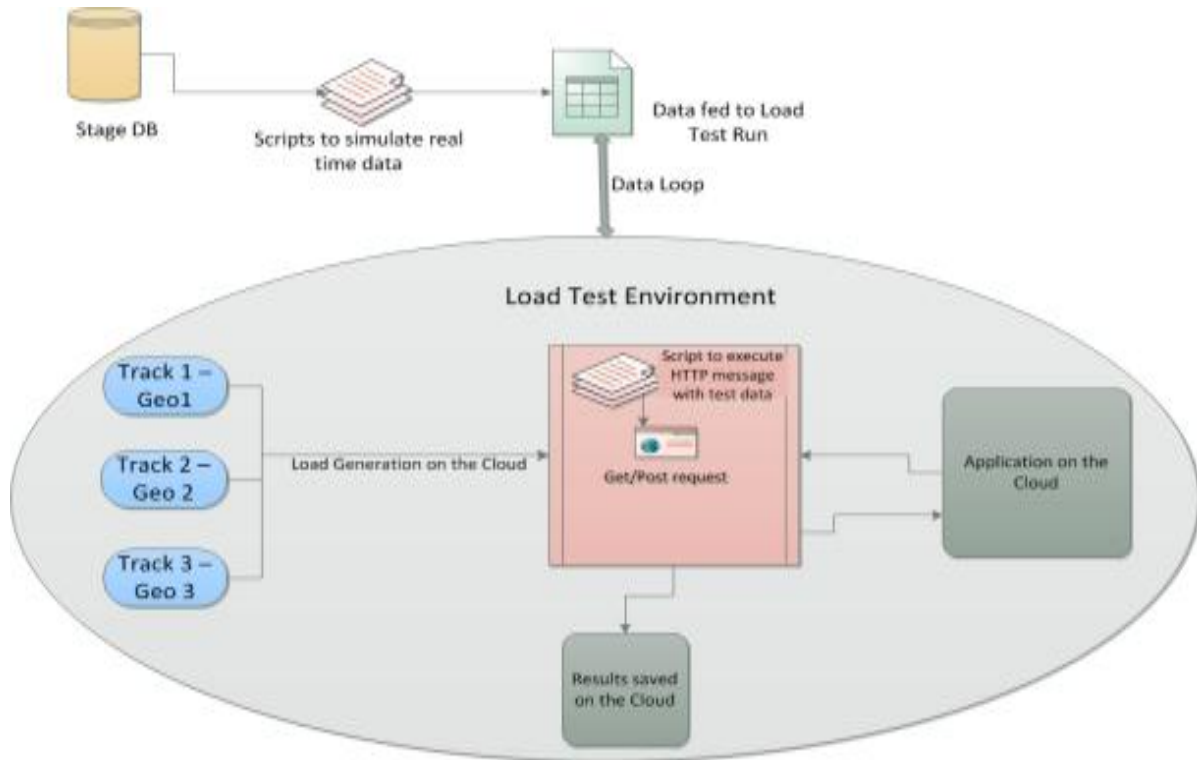 Stage DB
Scripts to simulate real
time data
Data fed to Load
Test Run
Data Loop
Load Test Environment
Track 1 –
Geo1
Track 2 –
Geo 2
Track 3 –
Geo 3
Load Generation on the Cloud
Script to execute
HTTP message
with test data
Get/Post request
Application on the
Cloud
Results saved
on the Cloud